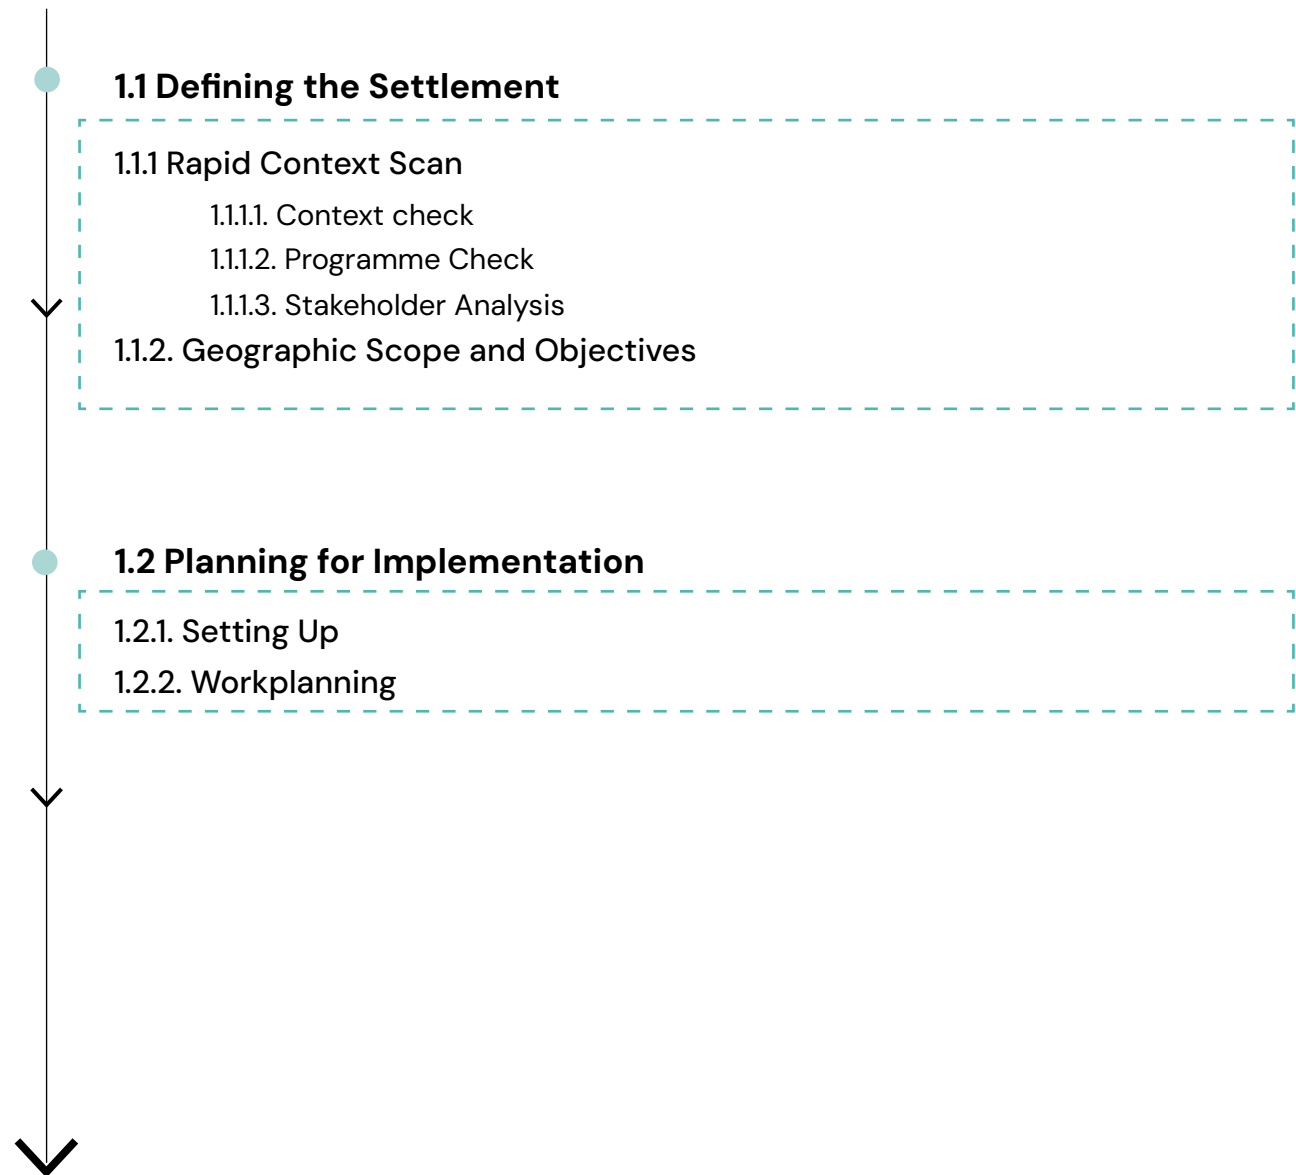 1.1 Defining the Settlement
1.1.1 Rapid Context Scan
1.1.1.1. Context check
1.1.1.2. Programme Check
1.1.1.3. Stakeholder Analysis
1.1.2. Geographic Scope and Objectives
1.2 Planning for Implementation
1.2.1. Setting Up
1.2.2. Workplanning